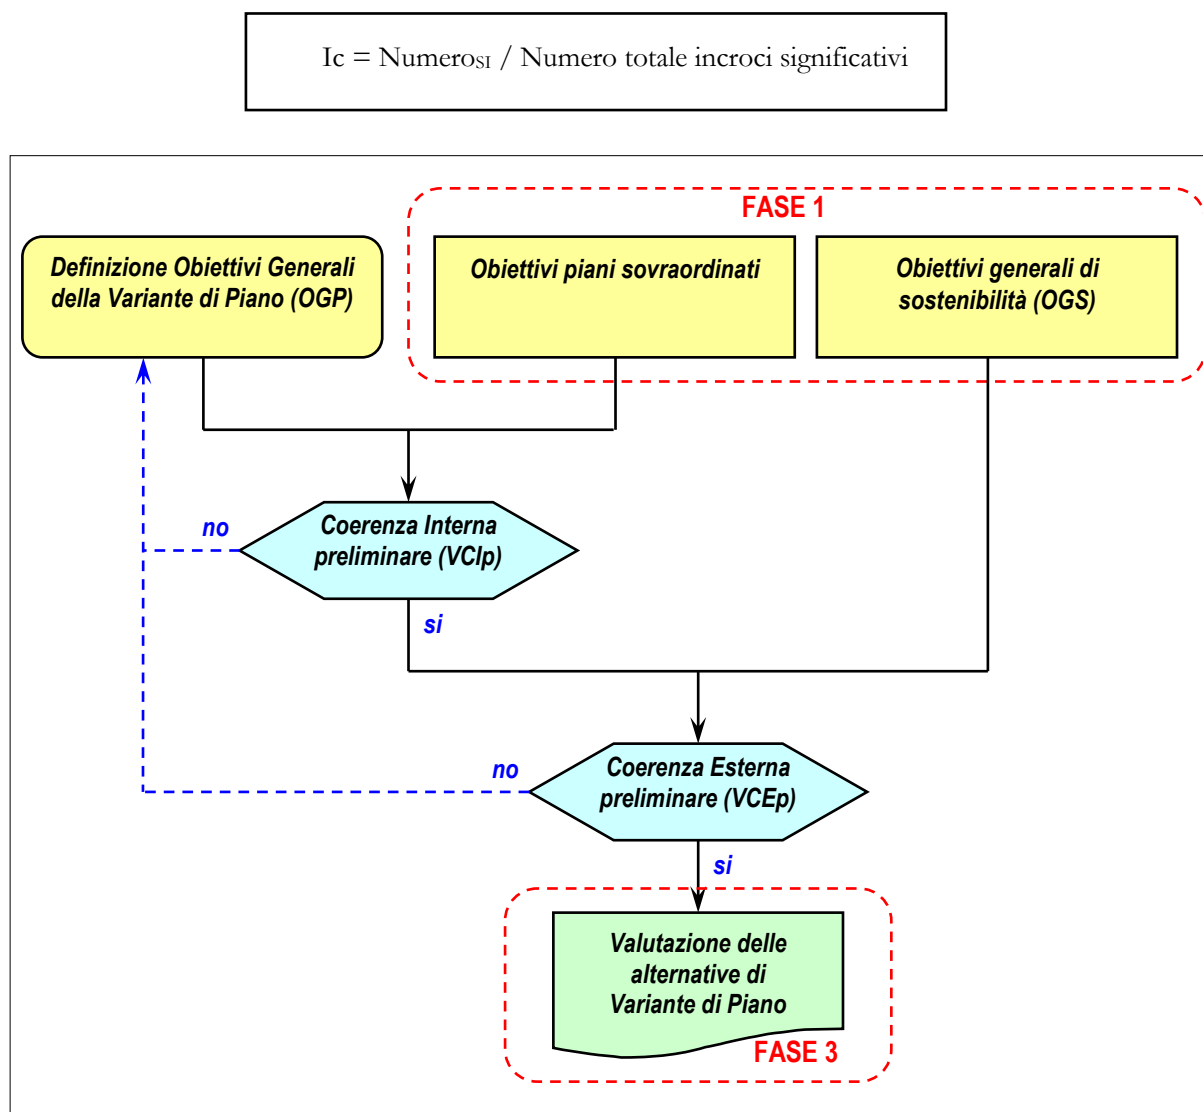 Ic = NumeroSI / Numero totale incroci significativi
FASE 1
Definizione Obiettivi Generali
della Variante di Piano (OGP)
Obiettivi piani sovraordinati
Obiettivi generali di
sostenibilità (OGS)
no
Coerenza Interna
preliminare (VCIp)
si
no
Coerenza Esterna
preliminare (VCEp)
si
Valutazione delle
alternative di
Variante di Piano
FASE 3